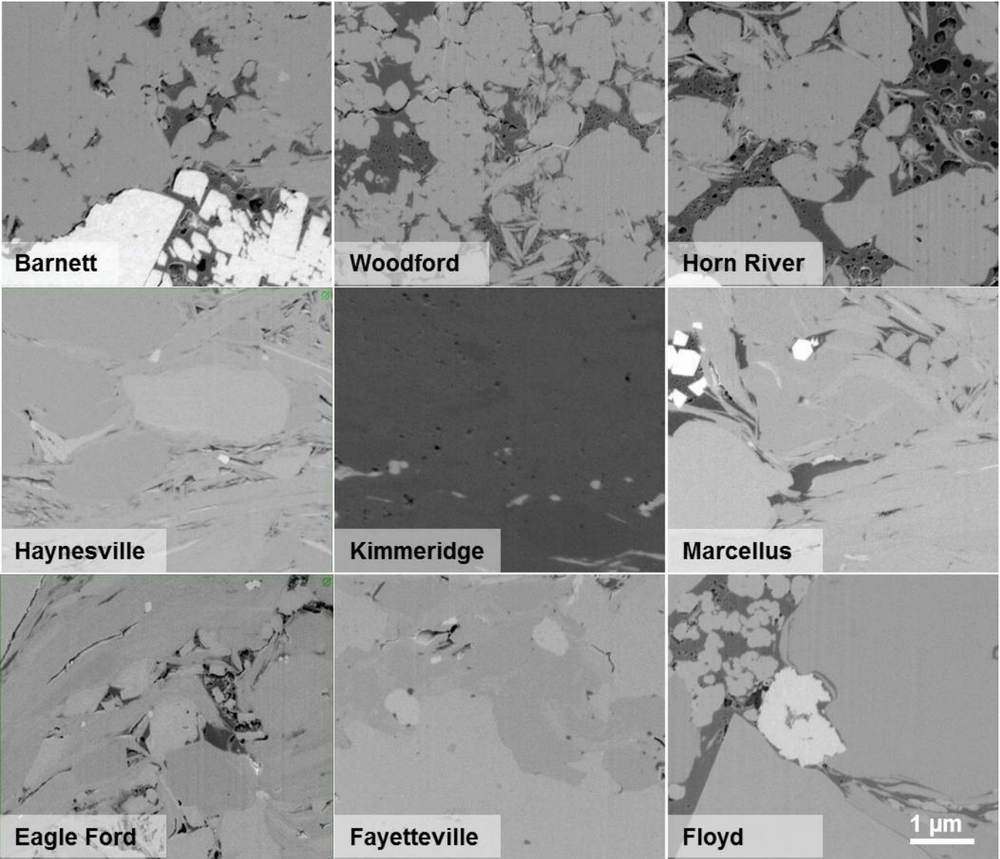 Barnett
Woodford
Horn River
Haynesville
Kimmeridge
Marcellus
Eagle Ford
Fayetteville
Floyd
1 μm